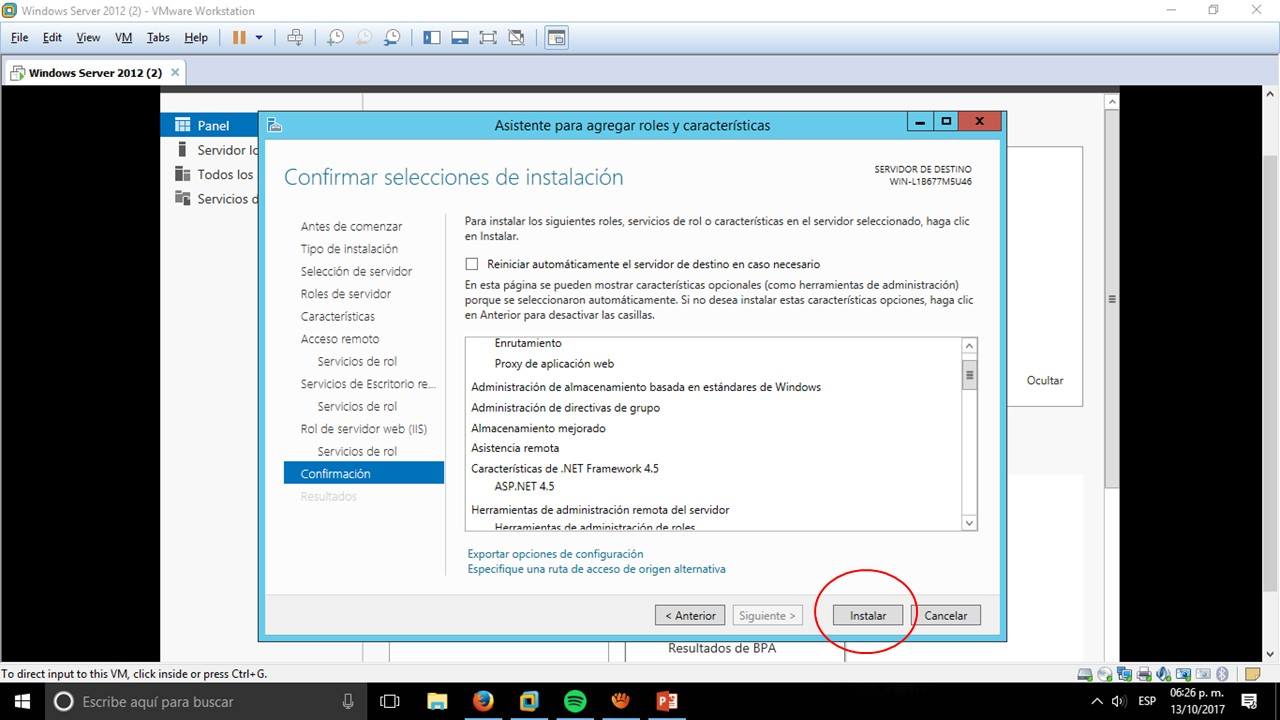 Windows Server 2012 (2) - VMware Workstation
File Edit View VM Tabs Help
Windows Server 2012 (2)
Panel
Servidor lo
Todos los
Servicios d
Asistente para agregar roles y características
Confirmar selecciones de instalación
SERVIDOR DE DESTINO
WIN-L1B677M5U46
Antes de comenzar
Tipo de instalación
Selección de servidor
Roles de servidor
Características
Acceso remoto
Servicios de rol
Servicios de Escritorio re...
Servicios de rol
Rol de servidor web (IIS)
Servicios de rol
Confirmación
Resultados
Para instalar los siguientes roles, servicios de rol o características en el servidor seleccionado, haga clic
en Instalar.
Reiniciar automáticamente el servidor de destino en caso necesario
En esta página se pueden mostrar características opcionales (como herramientas de administración)
porque se seleccionaron automáticamente. Si no desea instalar estas características opciones, haga clic
en Anterior para desactivar las casillas.
Enrutamiento
Proxy de aplicación web
Administración de almacenamiento basada en estándares de Windows
Administración de directivas de grupo
Almacenamiento mejorado
Asistencia remota
Características de .NET Framework 4.5
ASP.NET 4.5
Herramientas de administración remota del servidor
Herramientas de administración de roles
Exportar opciones de configuración
Especifique una ruta de acceso de origen alternativa
< Anterior
Siguiente >
Instalar
Cancelar
Ocultar
Resultados de BPA
To direct input to this VM, click inside or press Ctrl+G.
Escribe aquí para buscar
ESP
06:26 p. m.
13/10/2017